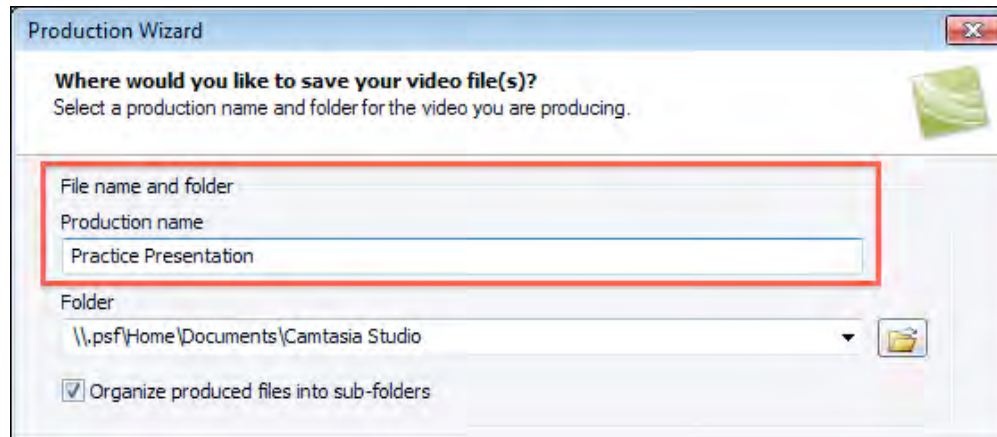 Production Wizard
Where would you like to save your video file(s)?
Select a production name and folder for the video you are producing.
File name and folder
Production name
Practice Presentation
Folder
\\.psf\Home\Documents\Camtasia Studio
Organize produced files into sub-folders